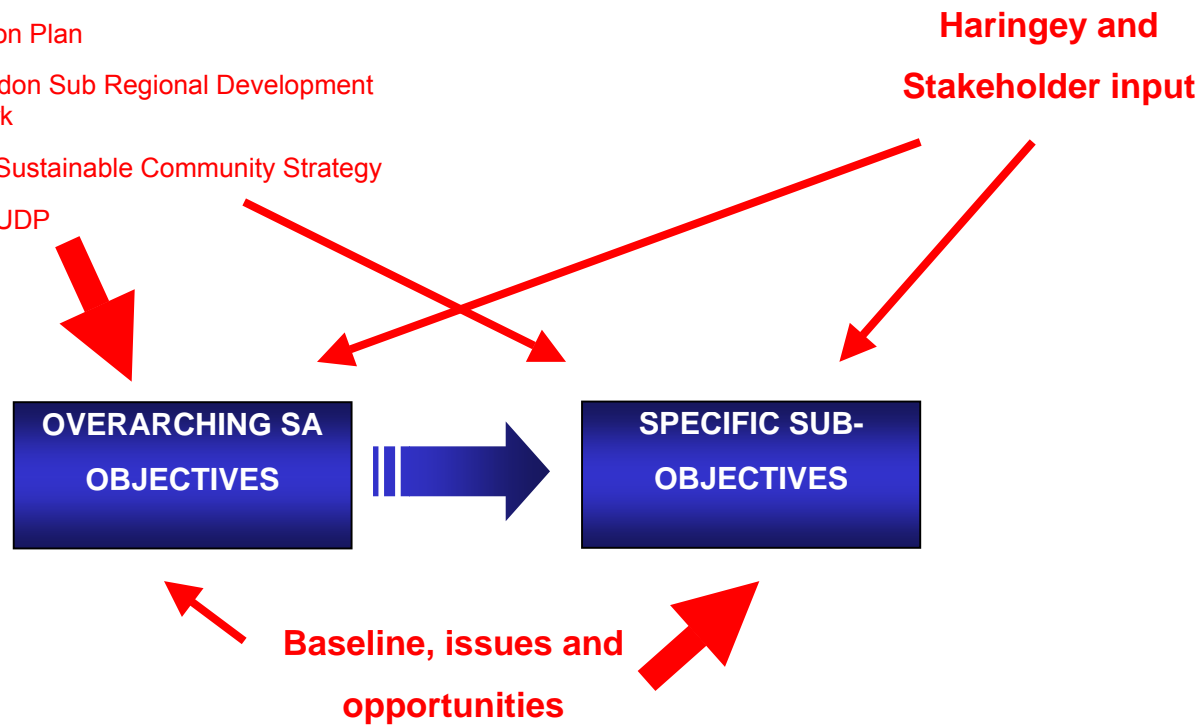 on Plan
don Sub Regional Development
k
Sustainable Community Strategy
UDP
Haringey and
Stakeholder input
OVERARCHING SA
OBJECTIVES
SPECIFIC SUB-
OBJECTIVES
Baseline, issues and
opportunities